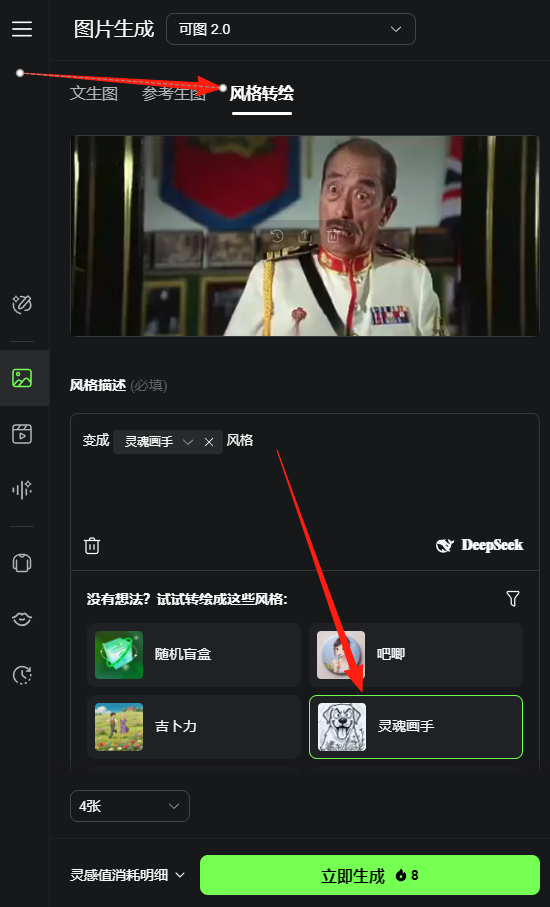 图片生成 可图 2.0
文生图 参考生图 风格转绘
风格描述 (必填)
变成 灵魂画手 风格
DeepSeek
没有想法？试试转绘成这些风格:
随机盲盒 吧唧
吉卜力 灵魂画手
4张
灵感值消耗明细 立即生成 8